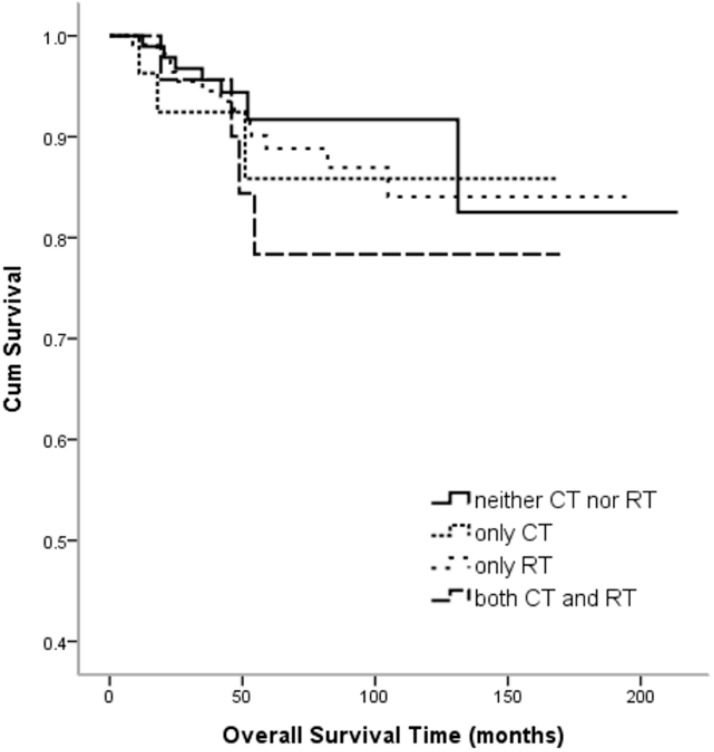 1.0
0.9
0.8
0.7
0.6
0.5
0.4
Cum Survival
neither CT nor RT
only CT
only RT
both CT and RT
0 50 100 150 200
Overall Survival Time (months)